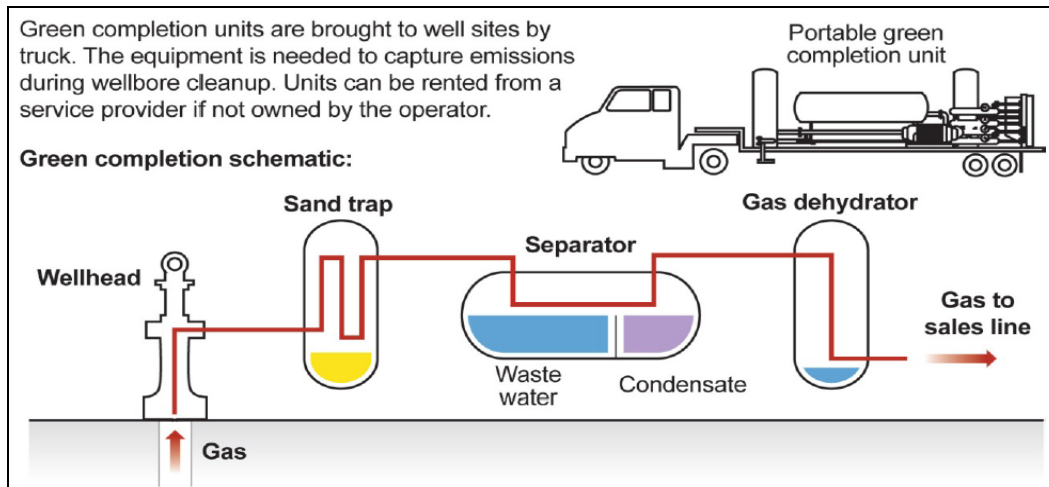 Green completion units are brought to well sites by
truck. The equipment is needed to capture emissions
during wellbore cleanup. Units can be rented from a
service provider if not owned by the operator.
Portable green
completion unit
Green completion schematic:
Sand trap
Gas dehydrator
Separator
Wellhead
Gas to
sales line
Waste
water
Condensate
Gas